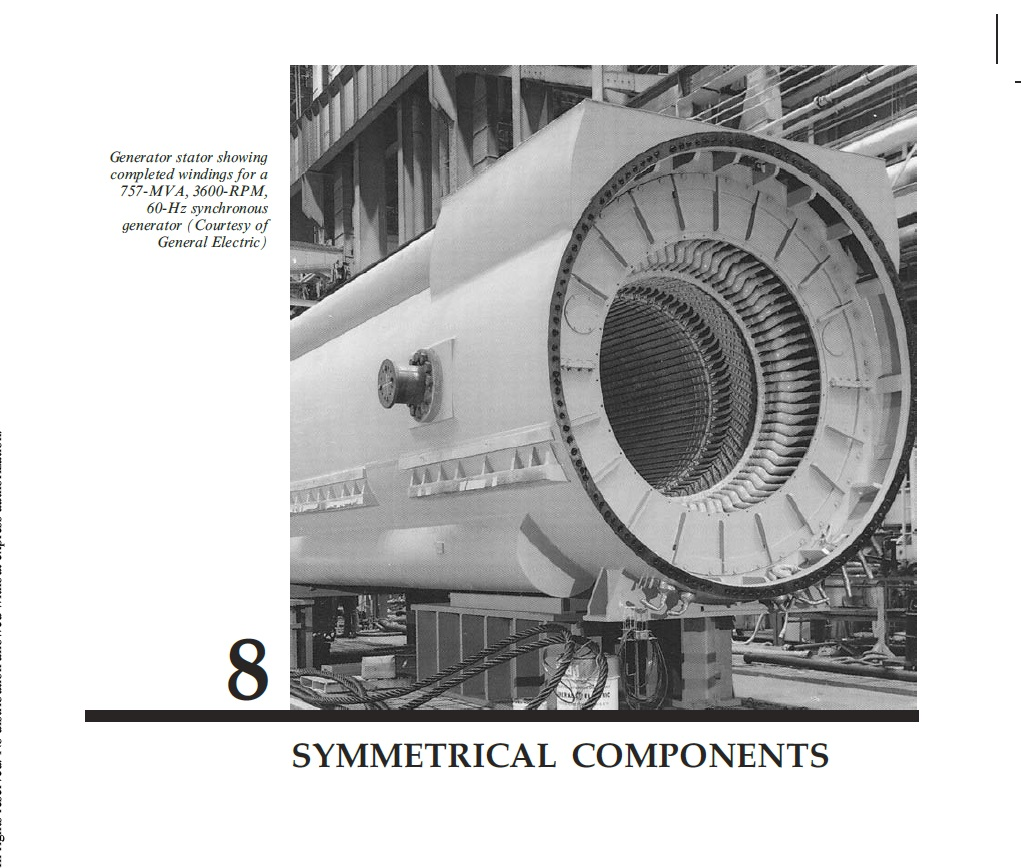 Generator stator showing
completed windings for a
757-MVA, 3600-RPM,
60-Hz synchronous
generator (Courtesy of
General Electric)
8
SYMMETRICAL COMPONENTS